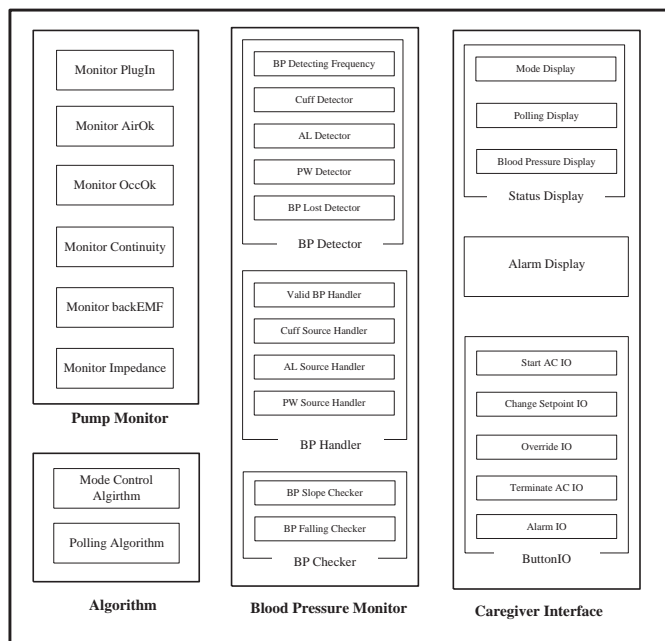 Monitor PlugIn
Monitor AirOk
Monitor OccOk
Monitor Continuity
Monitor backEMF
Monitor Impedance
Pump Monitor
Mode Control
Algirthm
Polling Algorithm
Algorithm
BP Detecting Frequency
Cuff Detector
AL Detector
PW Detector
BP Lost Detector
BP Detector
Valid BP Handler
Cuff Source Handler
AL Source Handler
PW Source Handler
BP Handler
BP Slope Checker
BP Falling Checker
BP Checker
Blood Pressure Monitor
Mode Display
Polling Display
Blood Pressure Display
Status Display
Alarm Display
Start AC IO
Change Setpoint IO
Override IO
Terminate AC IO
Alarm IO
ButtonIO
Caregiver Interface